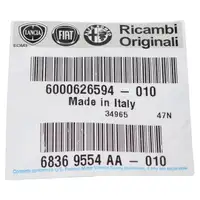 LANCIA
FIAT
Ricambi
Originali
6000626594 - 010
Made in Italy
34965 47N
6836 9554 AA - 010